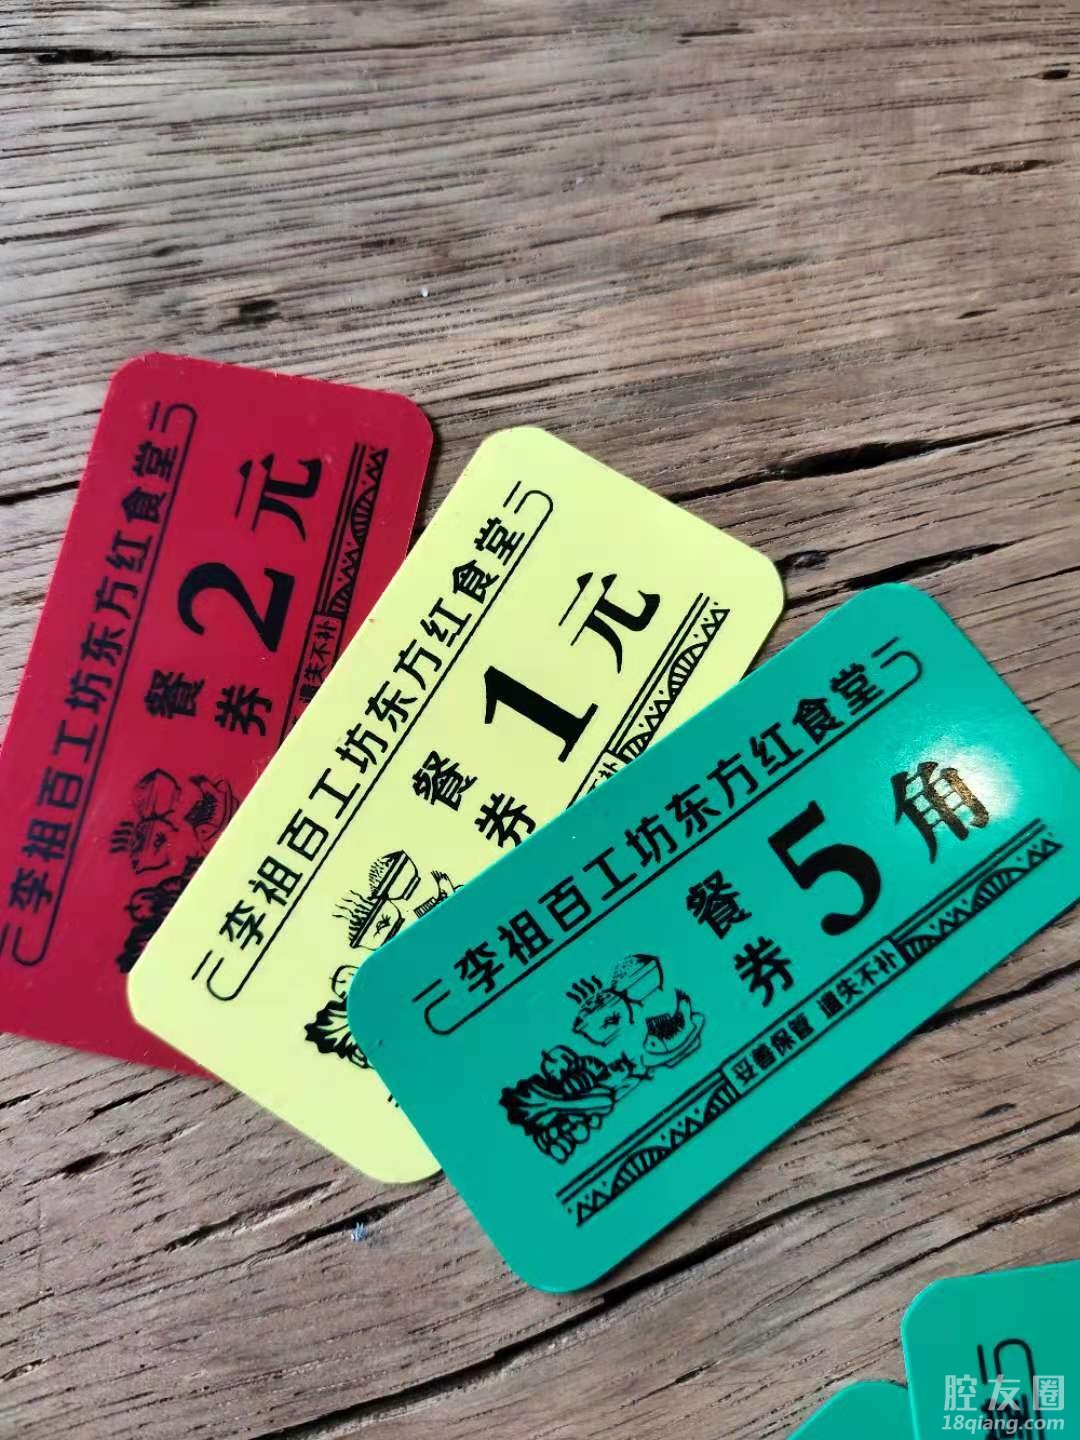 李祖百工坊东方红食堂
餐券 2元
遗失不补
李祖百工坊东方红食堂
餐券 1元
不补
李祖百工坊东方红食堂
餐券 5角
妥善保管 遗失不补
腔友圈
18qiang.com